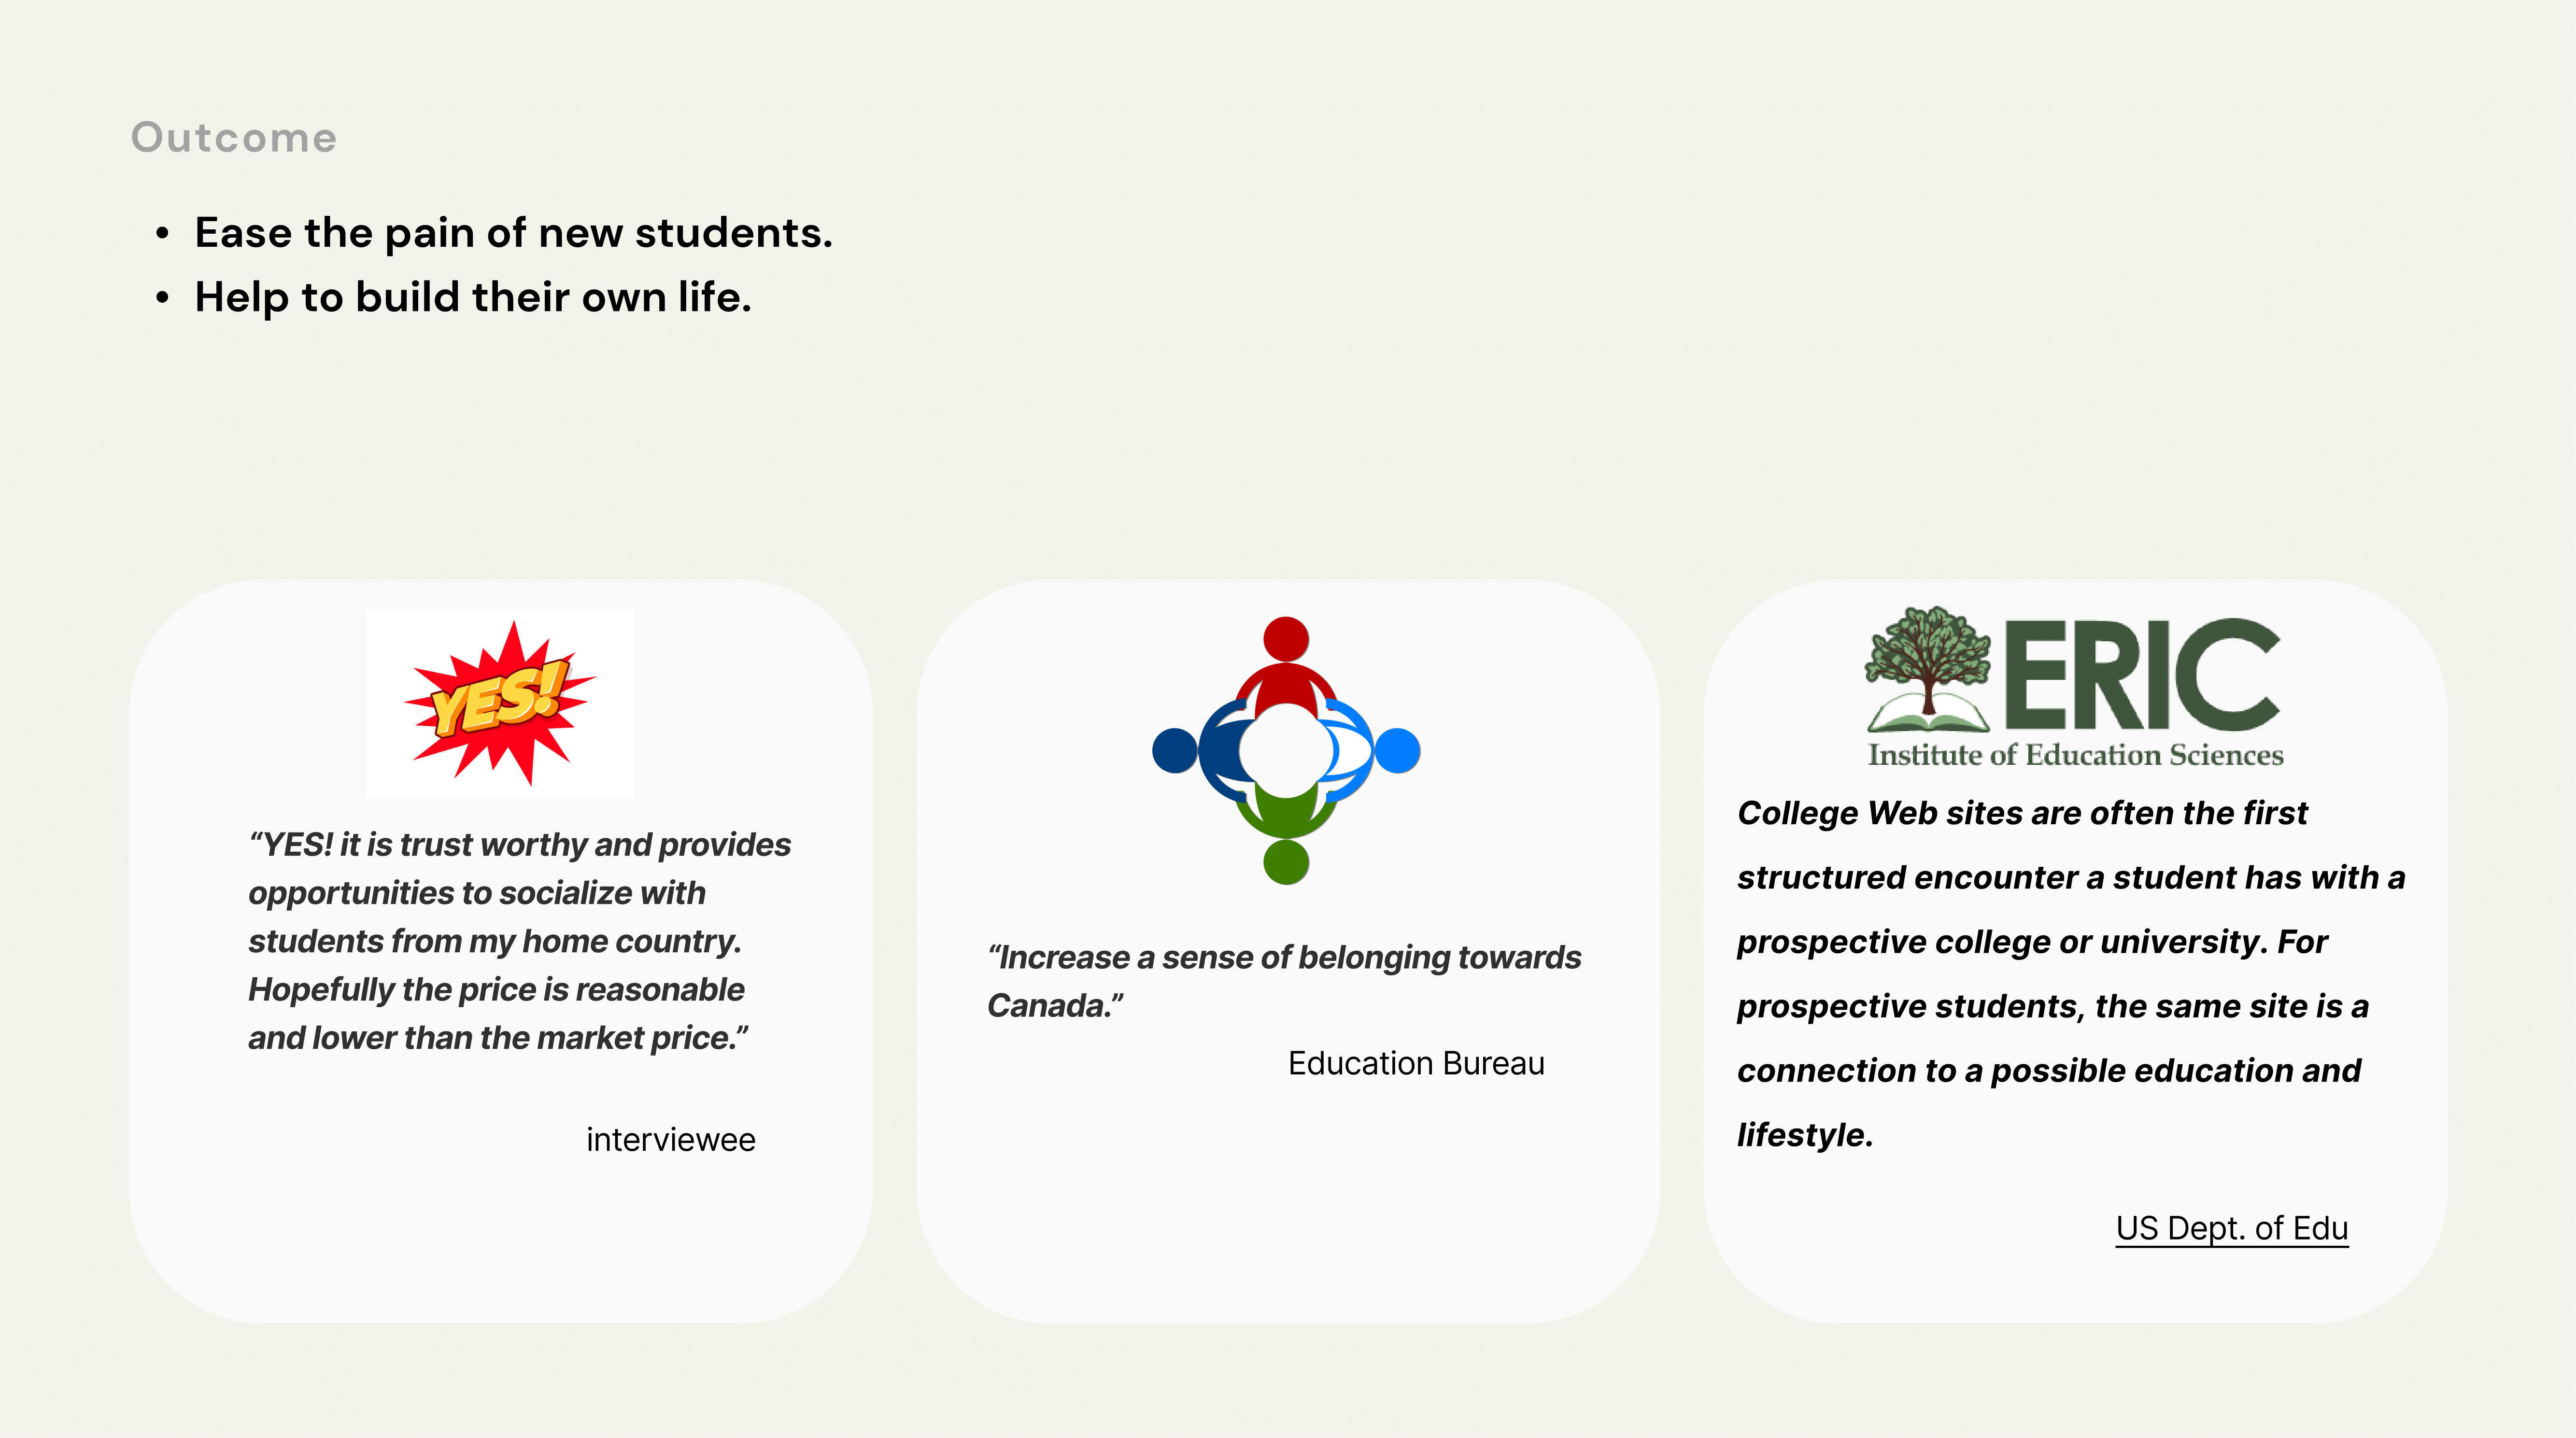 Outcome
• Ease the pain of new students.
• Help to build their own life.
YES!
“YES! it is trust worthy and provides
opportunities to socialize with
students from my home country.
Hopefully the price is reasonable
and lower than the market price.”
interviewee
“Increase a sense of belonging towards
Canada.”
Education Bureau
ERIC
Institute of Education Sciences
College Web sites are often the first
structured encounter a student has with a
prospective college or university. For
prospective students, the same site is a
connection to a possible education and
lifestyle.
US Dept. of Edu